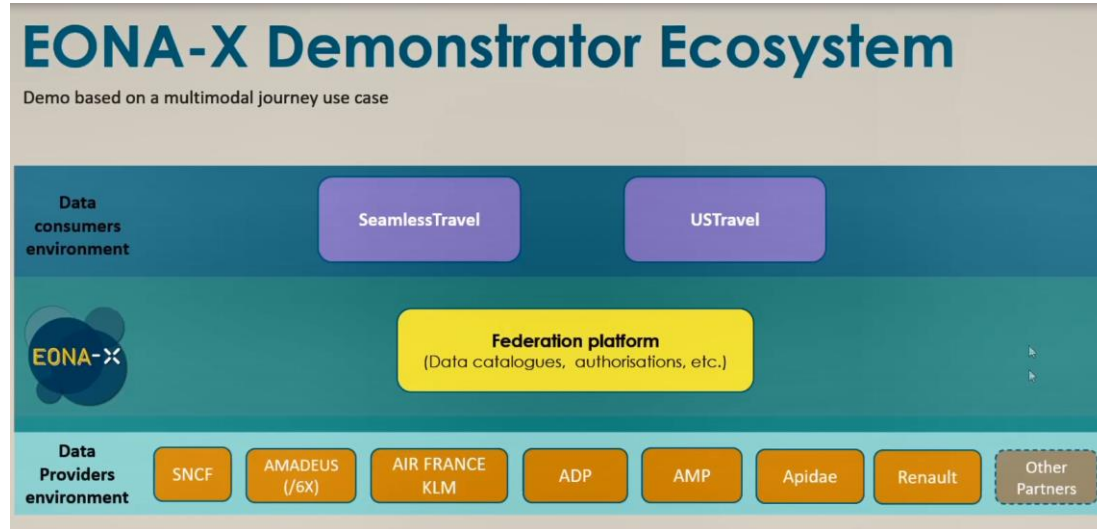 EONA-X Demonstrator Ecosystem
Demo based on a multimodal journey use case
Data
consumers
environment
SeamlessTravel
USTravel
EONA-X
Federation platform
(Data catalogues, authorisations, etc.)
Data
Providers
environment
SNCF
AMADEUS
(/6X)
AIR FRANCE
KLM
ADP
AMP
Apidae
Renault
Other
Partners